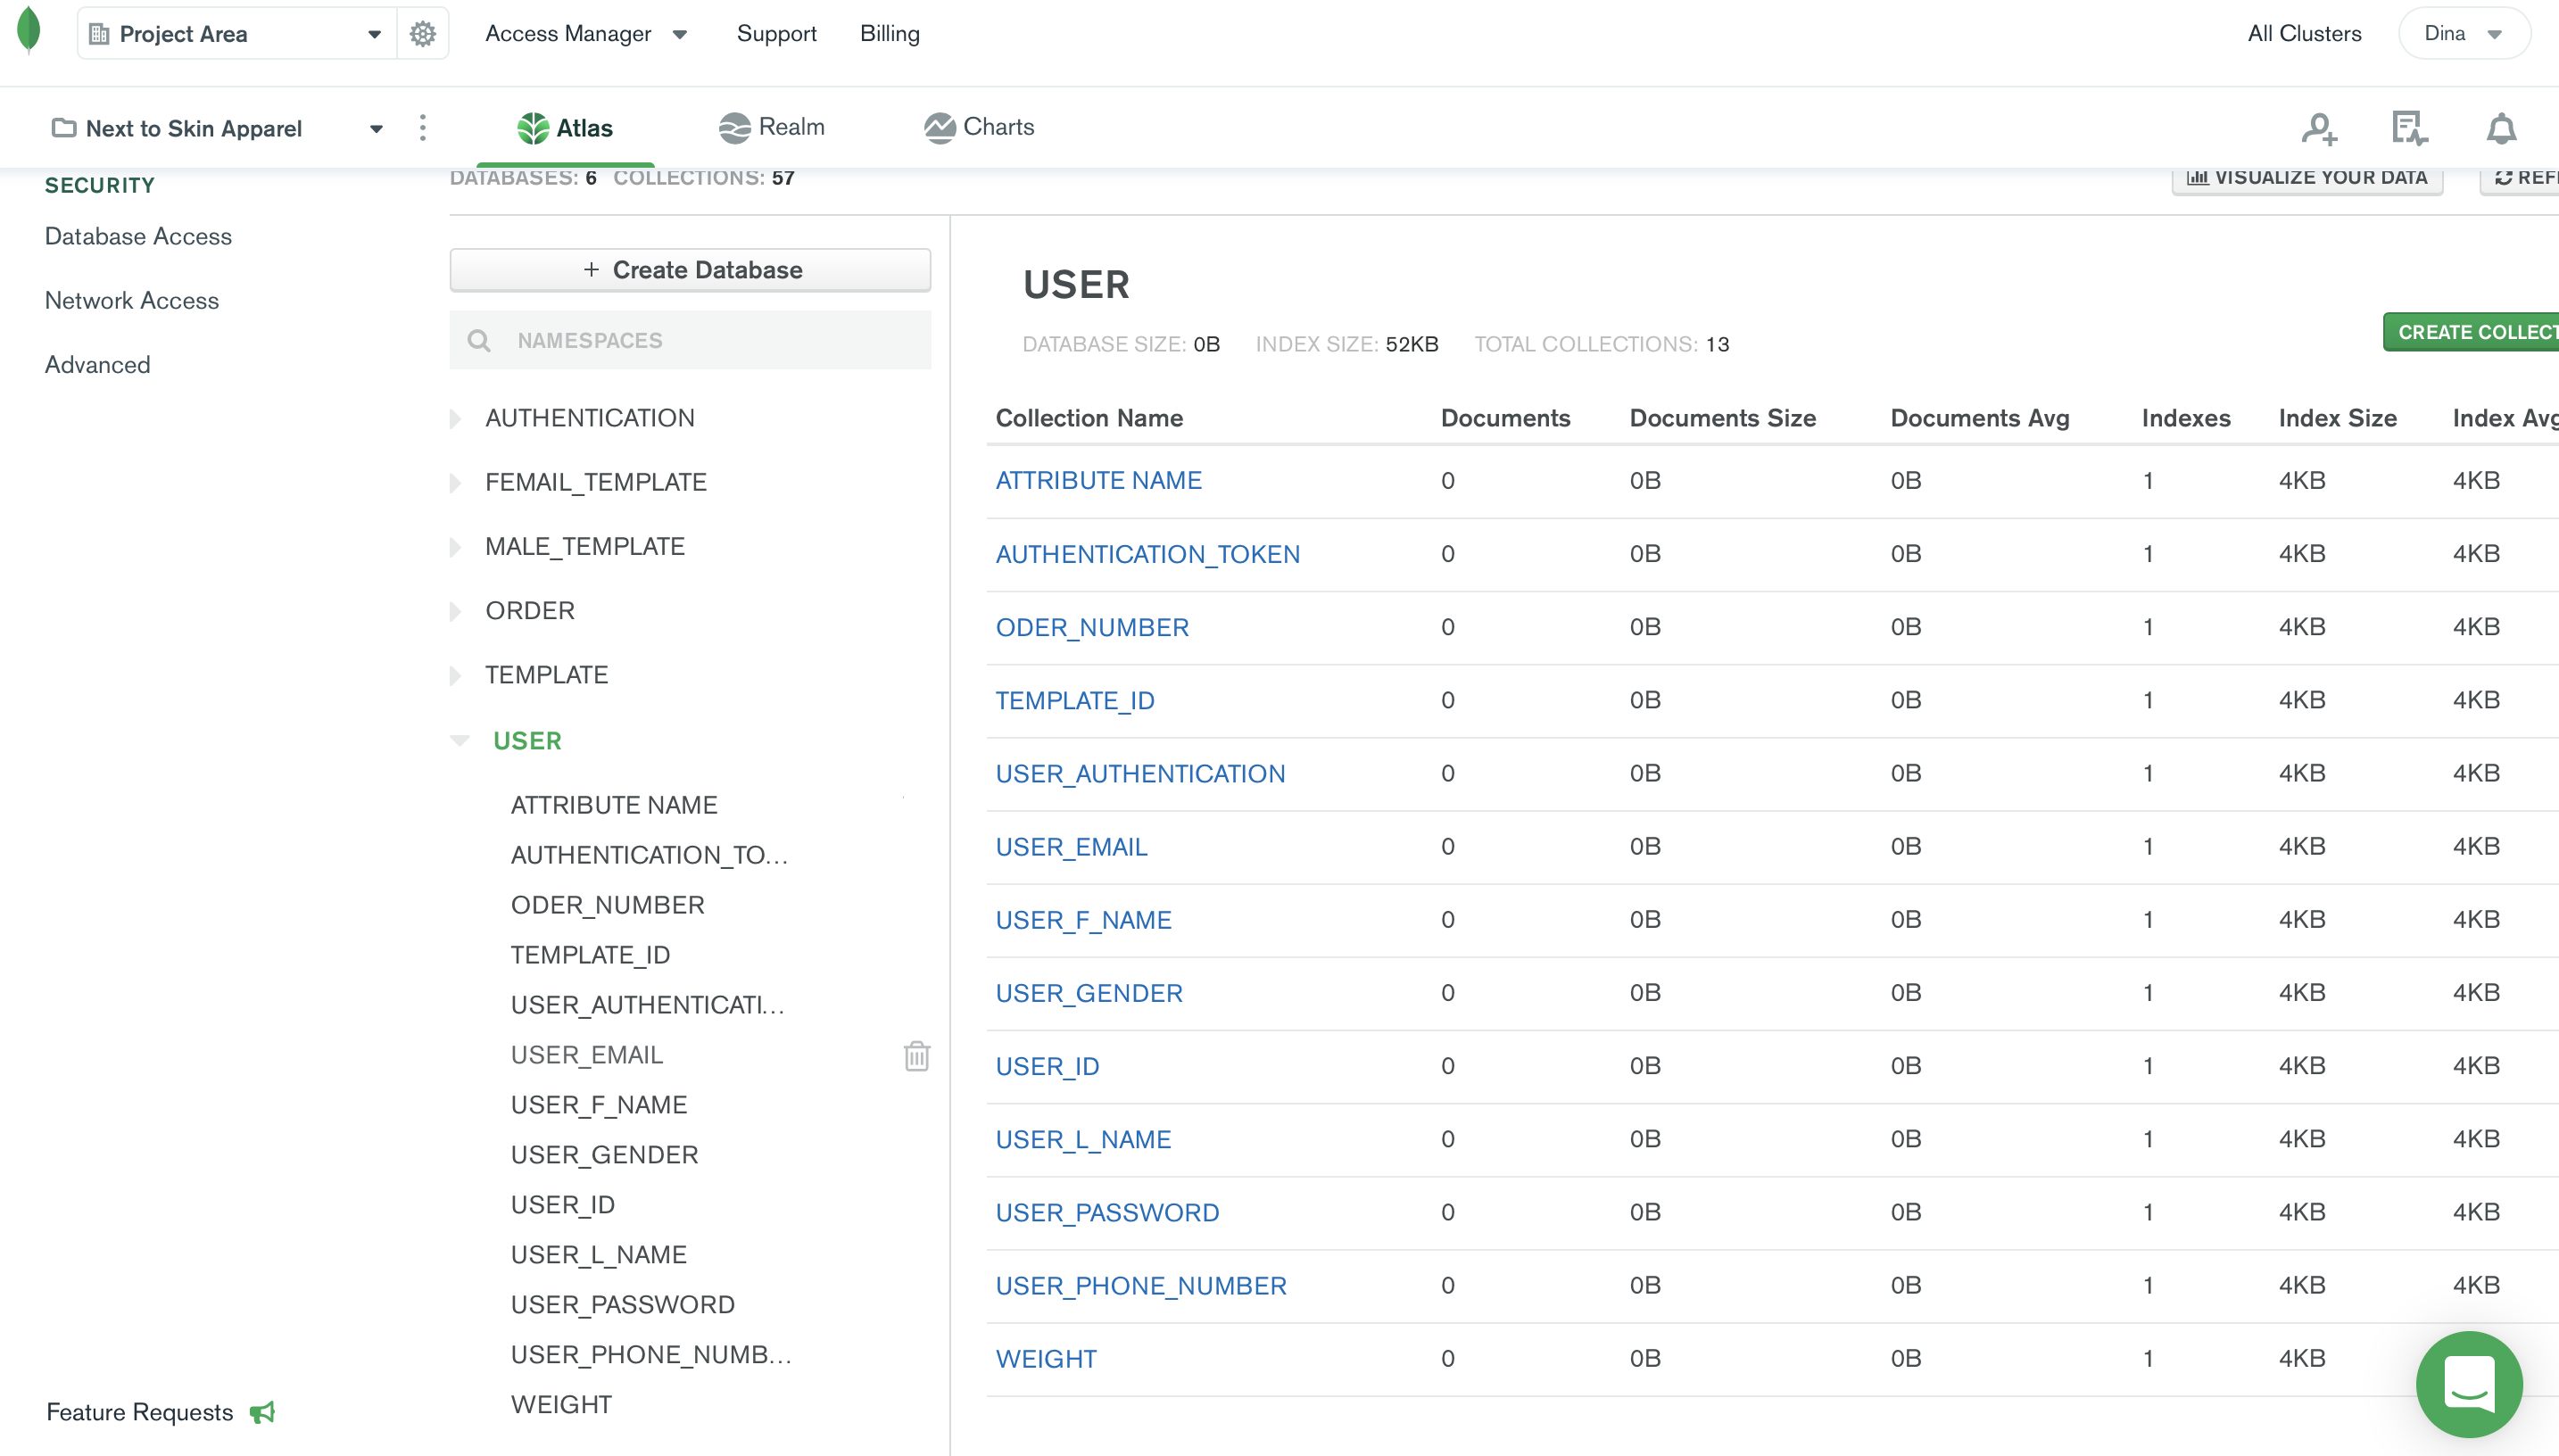 Project Area
Access Manager
Support
Billing
All Clusters
Dina
Next to Skin Apparel
Atlas
Realm
Charts
SECURITY
Database Access
Network Access
Advanced
Feature Requests
DATABASES: 6 COLLECTIONS: 57
VISUALIZE YOUR DATA
REF
+ Create Database
NAMESPACES
AUTHENTICATION
FEMAIL_TEMPLATE
MALE_TEMPLATE
ORDER
TEMPLATE
USER
ATTRIBUTE NAME
AUTHENTICATION_TO...
ODER_NUMBER
TEMPLATE_ID
USER_AUTHENTICATI...
USER_EMAIL
USER_F_NAME
USER_GENDER
USER_ID
USER_L_NAME
USER_PASSWORD
USER_PHONE_NUMB...
WEIGHT
USER
DATABASE SIZE: 0B INDEX SIZE: 52KB TOTAL COLLECTIONS: 13
CREATE COLLECT
Collection Name Documents Documents Size Documents Avg Indexes Index Size Index Avg
ATTRIBUTE NAME 0 0B 0B 1 4KB 4KB
AUTHENTICATION_TOKEN 0 0B 0B 1 4KB 4KB
ODER_NUMBER 0 0B 0B 1 4KB 4KB
TEMPLATE_ID 0 0B 0B 1 4KB 4KB
USER_AUTHENTICATION 0 0B 0B 1 4KB 4KB
USER_EMAIL 0 0B 0B 1 4KB 4KB
USER_F_NAME 0 0B 0B 1 4KB 4KB
USER_GENDER 0 0B 0B 1 4KB 4KB
USER_ID 0 0B 0B 1 4KB 4KB
USER_L_NAME 0 0B 0B 1 4KB 4KB
USER_PASSWORD 0 0B 0B 1 4KB 4KB
USER_PHONE_NUMBER 0 0B 0B 1 4KB 4KB
WEIGHT 0 0B 0B 1 4KB